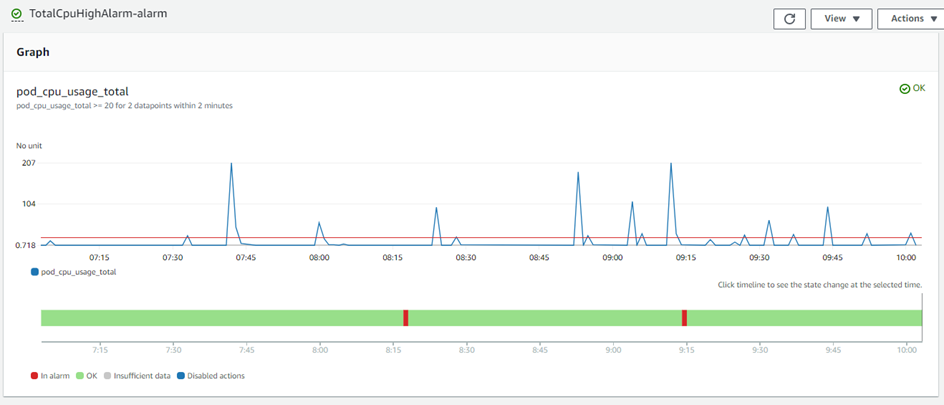 TotalCpuHighAlarm-alarm
View ▼
Actions ▼
Graph
pod_cpu_usage_total
pod_cpu_usage_total >= 20 for 2 datapoints within 2 minutes
OK
No unit
207
104
0.718
07:15 07:30 07:45 08:00 08:15 08:30 08:45 09:00 09:15 09:30 09:45 10:00
pod_cpu_usage_total
Click timeline to see the state change at the selected time.
7:15 7:30 7:45 8:00 8:15 8:30 8:45 9:00 9:15 9:30 9:45 10:00
In alarm OK Insufficient data Disabled actions